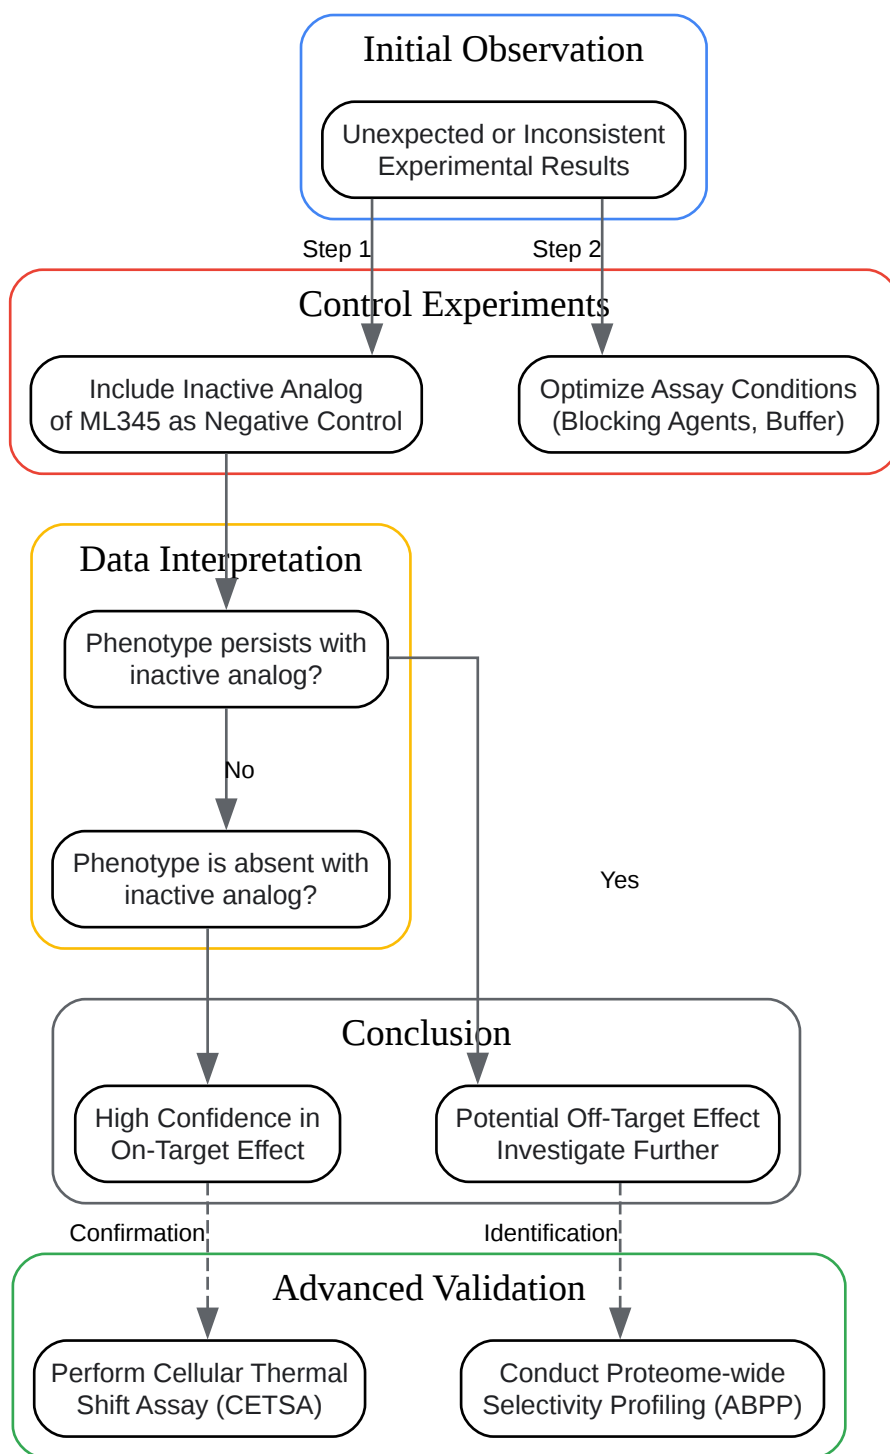 Initial Observation
Unexpected or Inconsistent
Experimental Results
Step 1
Step 2
Control Experiments
Include Inactive Analog
of ML345 as Negative Control
Optimize Assay Conditions
(Blocking Agents, Buffer)
Data Interpretation
Phenotype persists with
inactive analog?
No
Phenotype is absent with
inactive analog?
Yes
Conclusion
High Confidence in
On-Target Effect
Potential Off-Target Effect
Investigate Further
Confirmation
Identification
Advanced Validation
Perform Cellular Thermal
Shift Assay (CETSA)
Conduct Proteome-wide
Selectivity Profiling (ABPP)